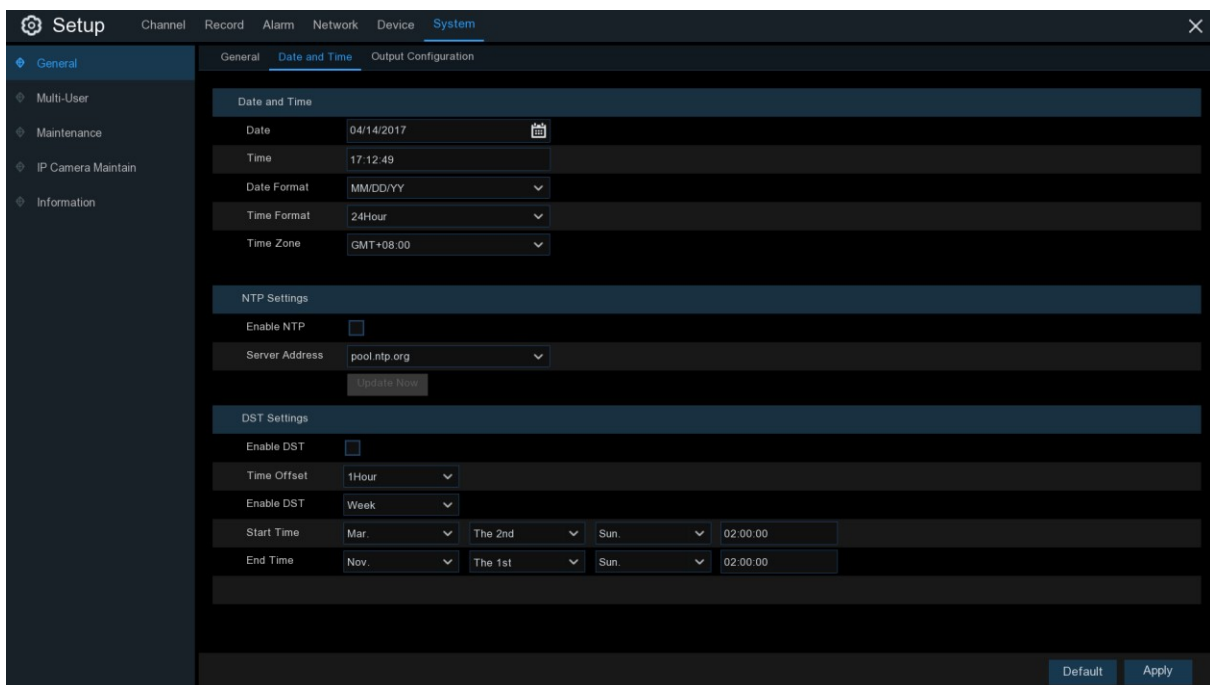 Setup Channel Record Alarm Network Device System
General Date and Time Output Configuration
General
Multi-User
Maintenance
IP Camera Maintain
Information
Date and Time
Date 04/14/2017
Time 17:12:49
Date Format MM/DD/YY
Time Format 24Hour
Time Zone GMT+08:00
NTP Settings
Enable NTP
Server Address pool.ntp.org
Update Now
DST Settings
Enable DST
Time Offset 1Hour
Enable DST Week
Start Time Mar. The 2nd Sun. 02:00:00
End Time Nov. The 1st Sun. 02:00:00
Default Apply